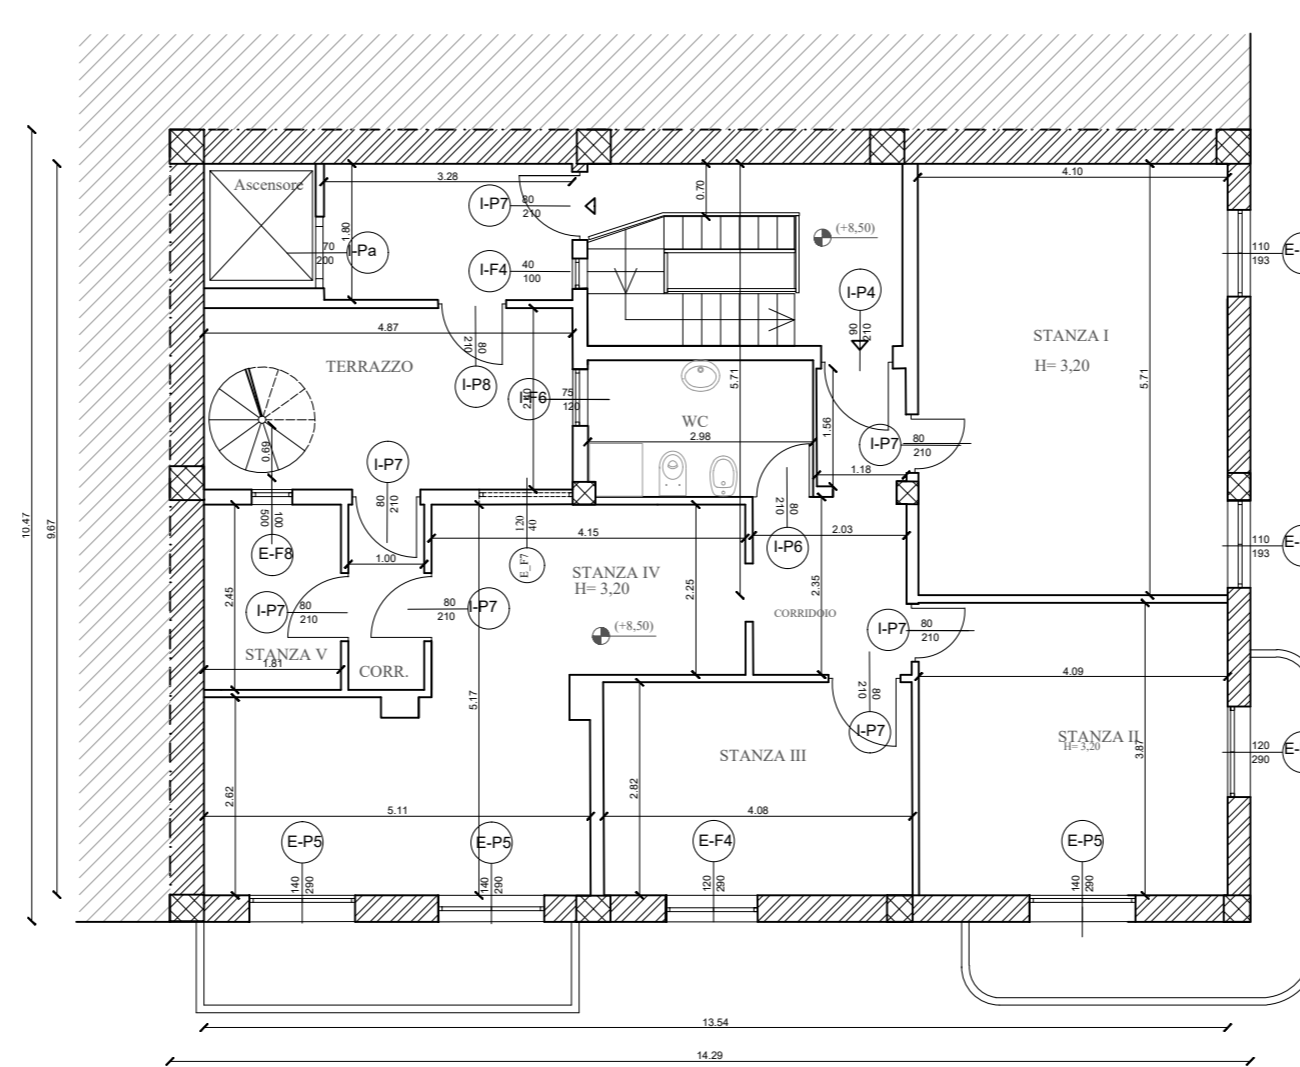 Ascensore
3.28
I-P7
80
210
0.70
4.10
1.80
70
200
I-Pa
(+8,50)
I-F4
40
100
I-P4
90
210
110
193
E-
4.87
TERRAZZO
80
210
I-P8
I-F6
75
120
5.71
STANZA I
H= 3,20
5.71
WC
2.98
1.56
I-P7
80
210
1.18
0.69
I-P7
80
210
100
500
E-F8
120
40
E_F7
4.15
80
210
I-P6
2.03
110
193
E-
1.00
2.45
I-P7
80
210
80
210
I-P7
STANZA IV
H= 3,20
2.25
2.35
CORRIDOIO
(+8,50)
I-P7
80
210
STANZA V
1.81
CORR.
4.09
80
210
I-P7
5.17
STANZA III
STANZA II
H= 3,20
3.87
120
290
E-
2.62
5.11
2.82
4.08
E-P5
140
290
E-P5
140
290
E-F4
120
290
E-P5
140
290
10.47
9.67
13.54
14.29